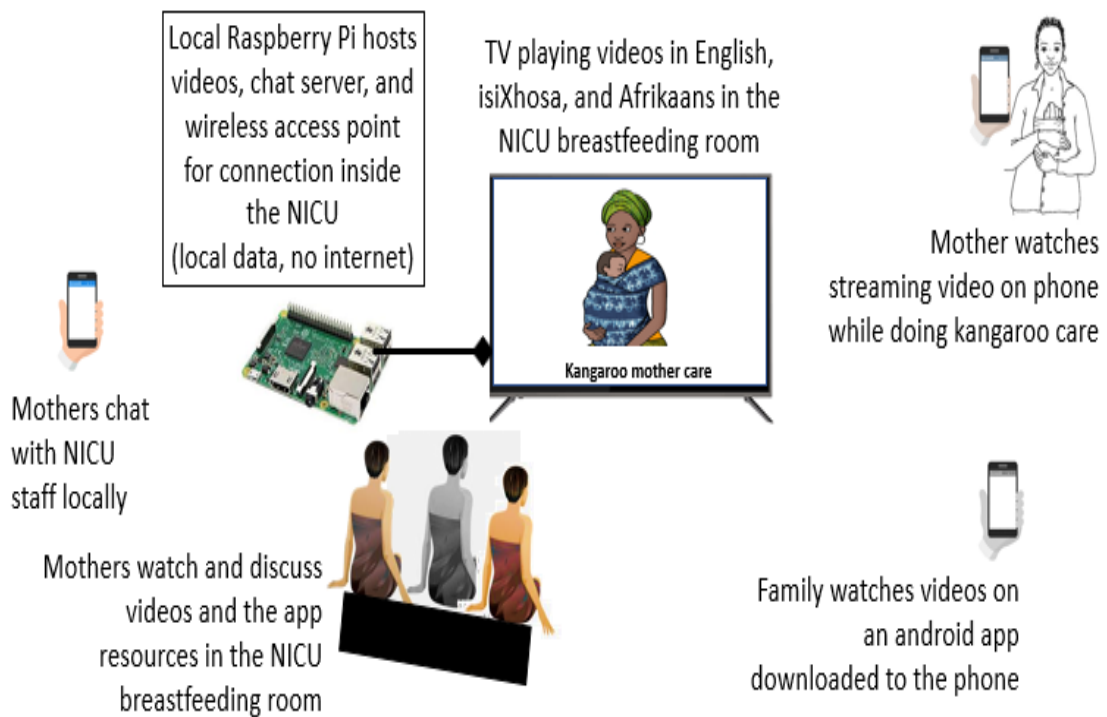 Local Raspberry Pi hosts
videos, chat server, and
wireless access point
for connection inside
the NICU
(local data, no internet)
TV playing videos in English,
isiXhosa, and Afrikaans in the
NICU breastfeeding room
Kangaroo mother care
Mother watches
streaming video on phone
while doing kangaroo care
Mothers chat
with NICU
staff locally
Mothers watch and discuss
videos and the app
resources in the NICU
breastfeeding room
Family watches videos on
an android app
downloaded to the phone